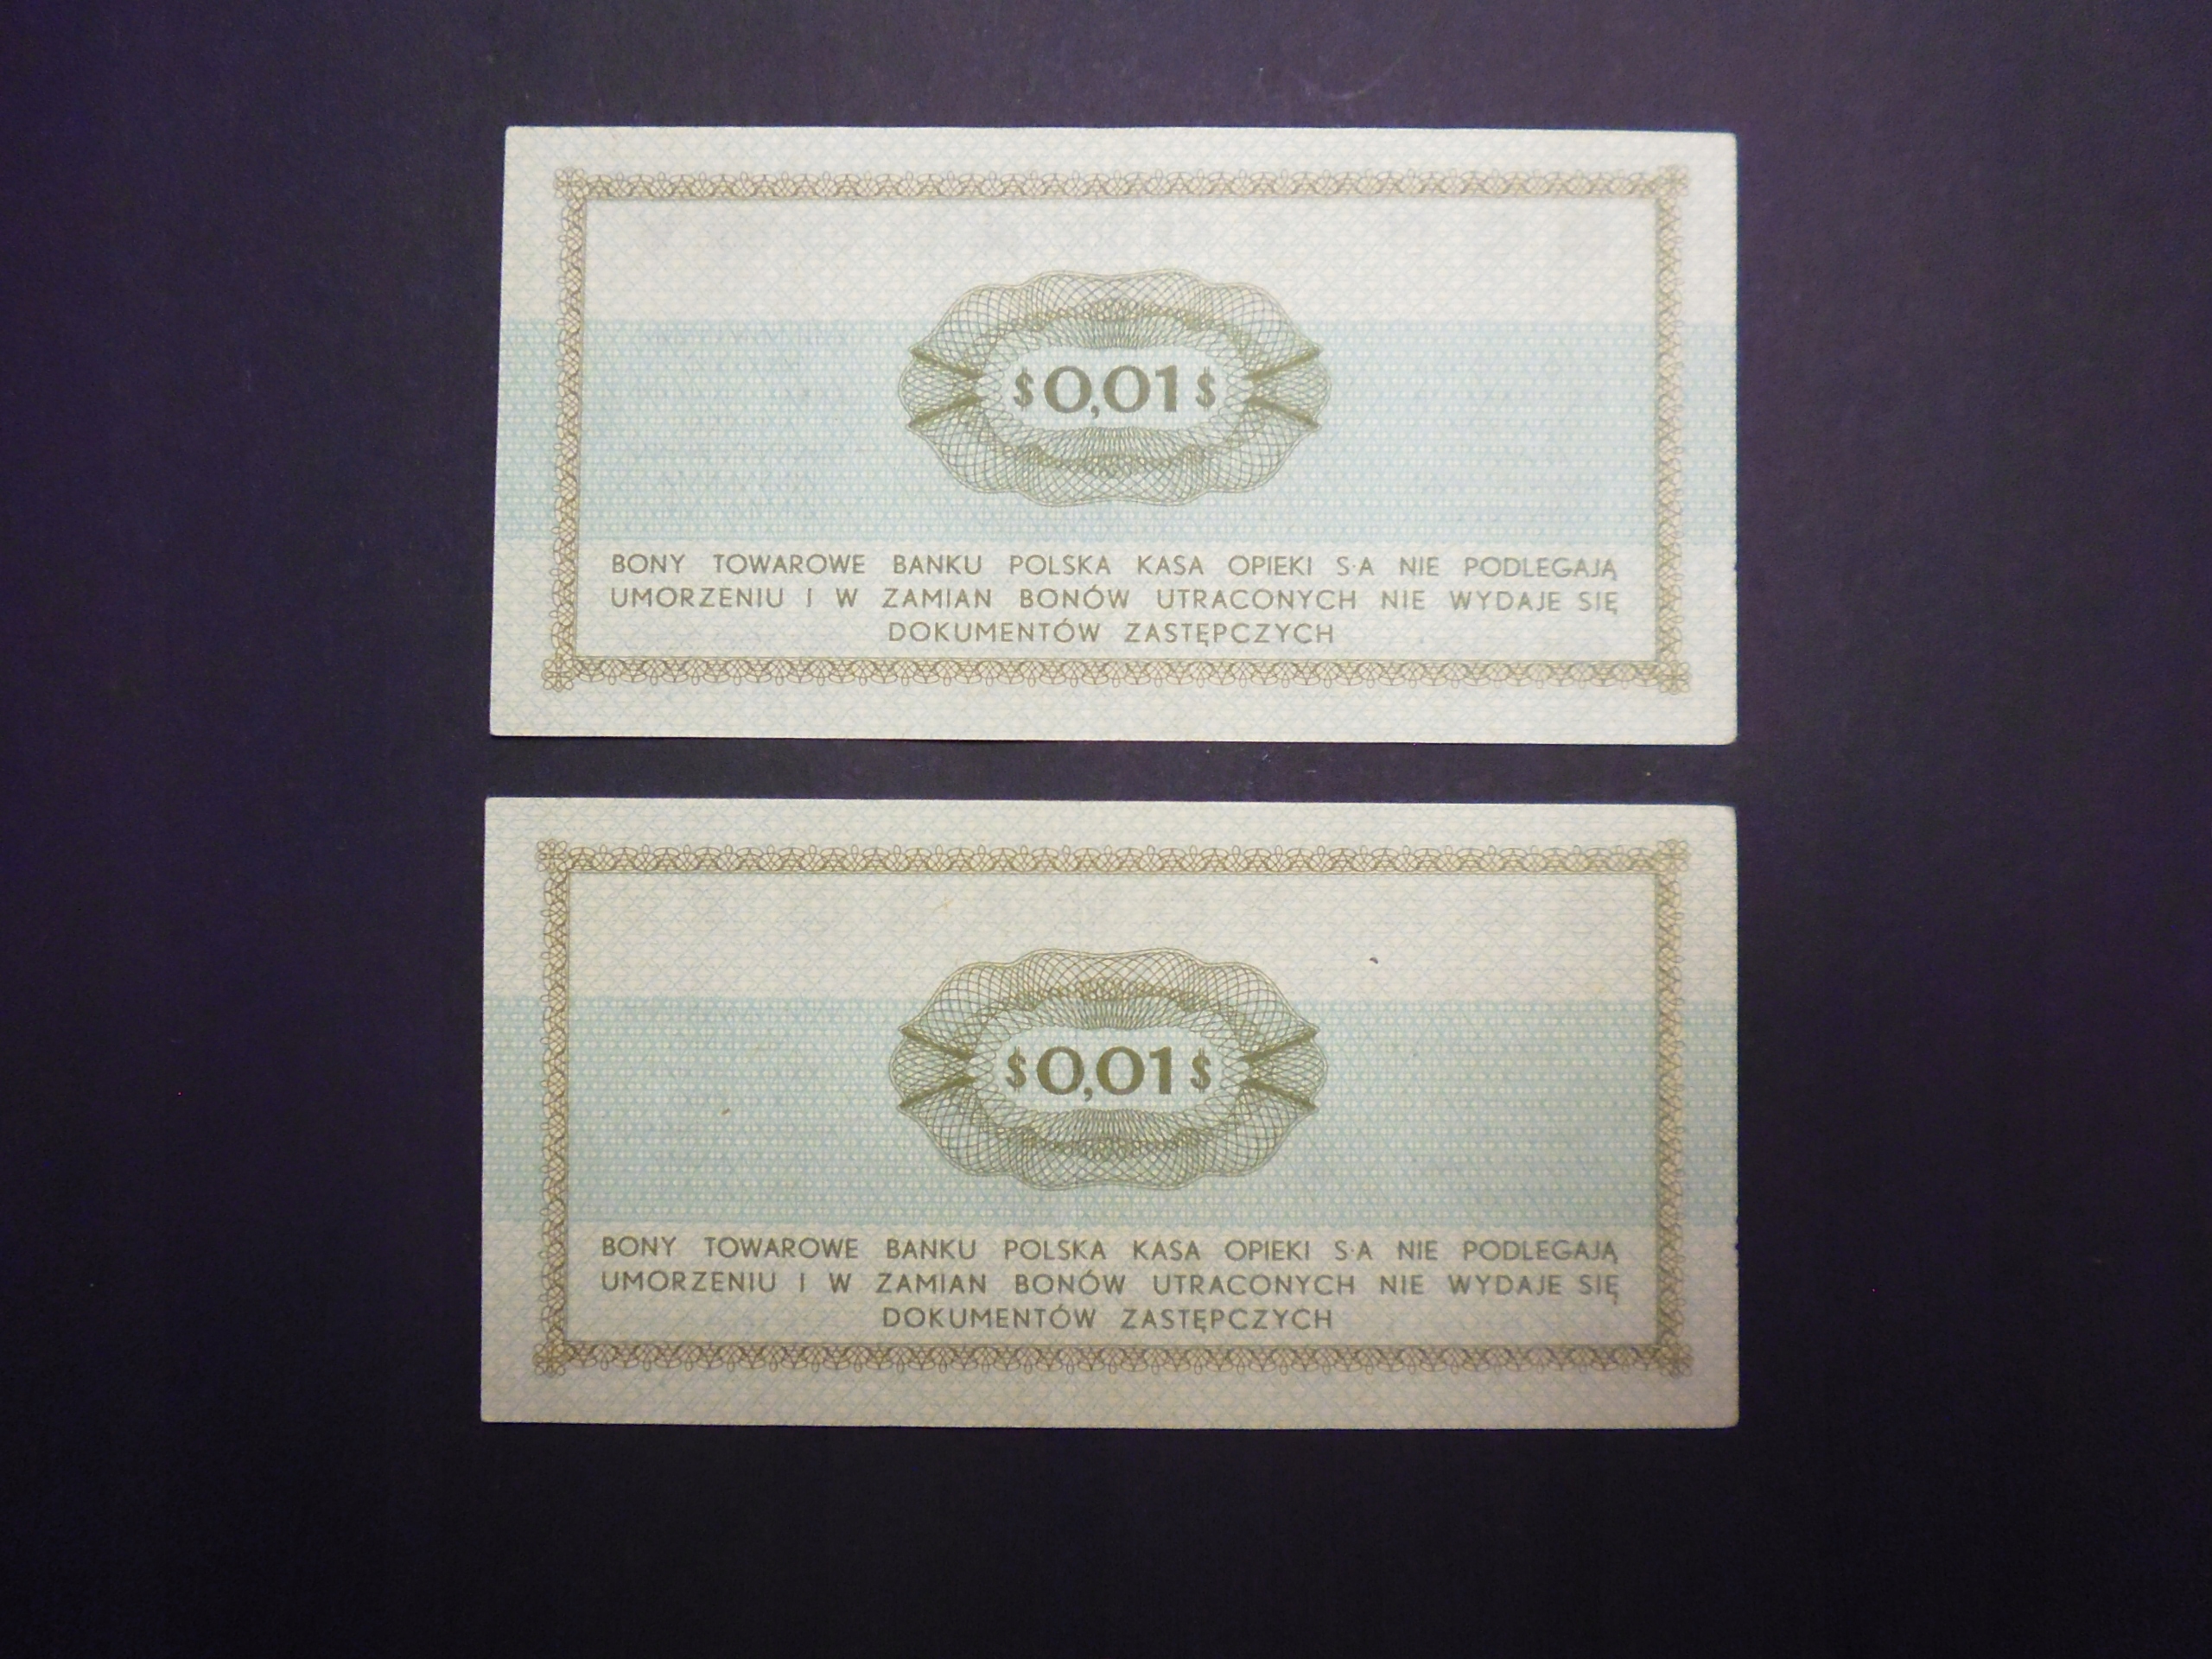 $ 0,01 $
BONY TOWAROWE BANKU POLSKA KASA OPIEKI S·A NIE PODLEGAJĄ
UMORZENIU I W ZAMIAN BONÓW UTRACONYCH NIE WYDAJE SIĘ
DOKUMENTÓW ZASTĘPCZYCH
$ 0,01 $
BONY TOWAROWE BANKU POLSKA KASA OPIEKI S·A NIE PODLEGAJĄ
UMORZENIU I W ZAMIAN BONÓW UTRACONYCH NIE WYDAJE SIĘ
DOKUMENTÓW ZASTĘPCZYCH